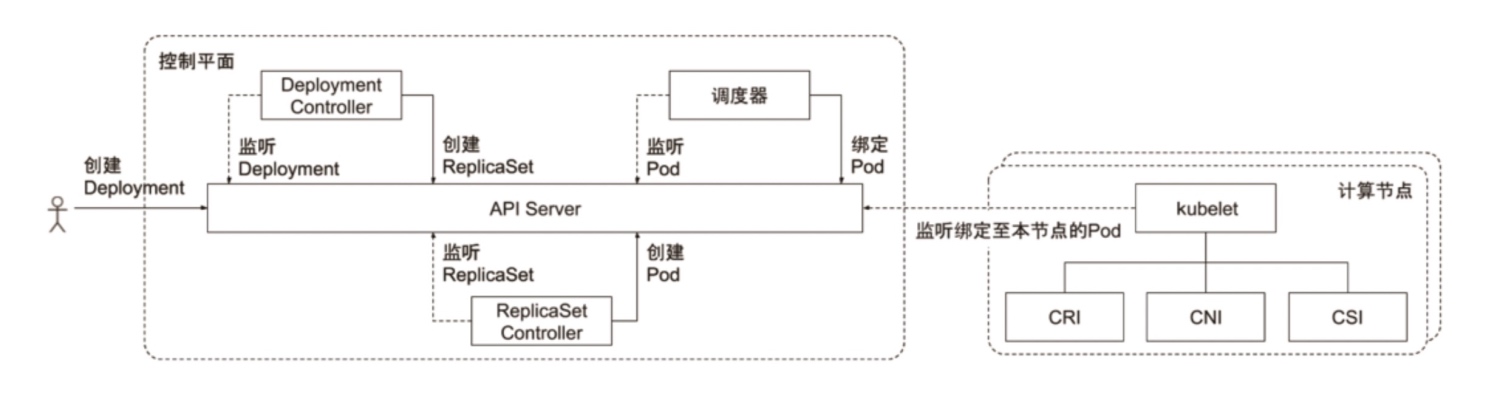 控制平面
Deployment
Controller
调度器
监听
Deployment
创建
ReplicaSet
监听
Pod
绑定
Pod
创建
Deployment
API Server
计算节点
kubelet
监听绑定至本节点的Pod
监听
ReplicaSet
创建
Pod
ReplicaSet
Controller
CRI
CNI
CSI